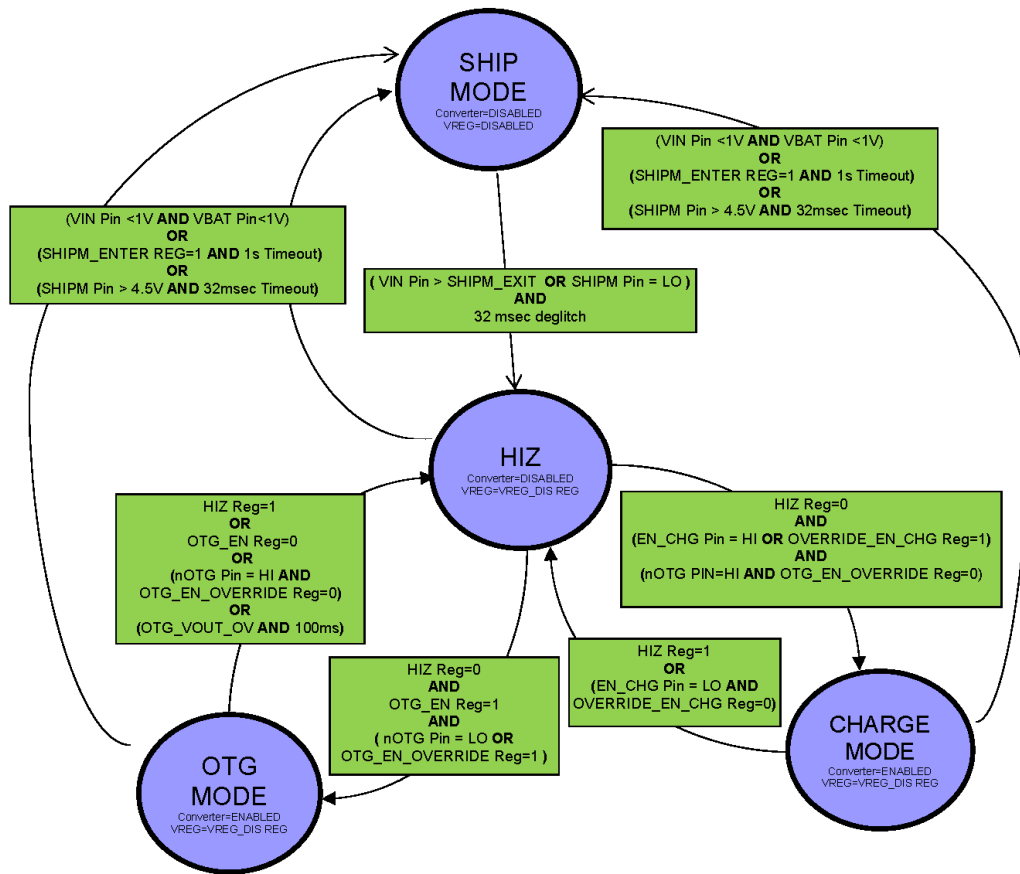 SHIP
MODE
Converter=DISABLED
VREG=DISABLED
(VIN Pin <1V AND VBAT Pin <1V)
OR
(SHIPM_ENTER REG=1 AND 1s Timeout)
OR
(SHIPM Pin > 4.5V AND 32msec Timeout)
(VIN Pin <1V AND VBAT Pin<1V)
OR
(SHIPM_ENTER REG=1 AND 1s Timeout)
OR
(SHIPM Pin > 4.5V AND 32msec Timeout)
( VIN Pin > SHIPM_EXIT OR SHIPM Pin = LO )
AND
32 msec deglitch
HIZ
Converter=DISABLED
VREG=VREG_DIS REG
HIZ Reg=1
OR
OTG_EN Reg=0
OR
(nOTG Pin = HI AND
OTG_EN_OVERRIDE Reg=0)
OR
(OTG_VOUT_OV AND 100ms)
HIZ Reg=0
AND
(EN_CHG Pin = HI OR OVERRIDE_EN_CHG Reg=1)
AND
(nOTG PIN=HI AND OTG_EN_OVERRIDE Reg=0)
HIZ Reg=0
AND
OTG_EN Reg=1
AND
( nOTG Pin = LO OR
OTG_EN_OVERRIDE Reg=1 )
HIZ Reg=1
OR
(EN_CHG Pin = LO AND
OVERRIDE_EN_CHG Reg=0)
OTG
MODE
Converter=ENABLED
VREG=VREG_DIS REG
CHARGE
MODE
Converter=ENABLED
VREG=VREG_DIS REG